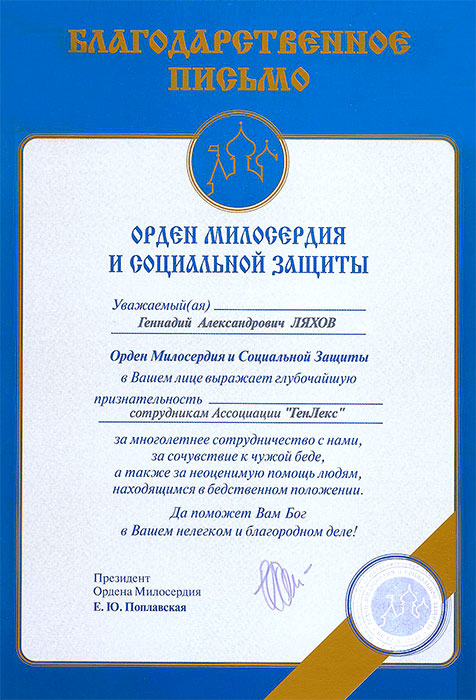 БЛАГОДАРСТВЕННОЕ
ПИСЬМО
ОРДЕН МИЛОСЕРДИЯ
И СОЦИАЛЬНОЙ ЗАЩИТЫ
Уважаемый(ая)
Геннадий Александрович ЛЯХОВ
Орден Милосердия и Социальной Защиты
в Вашем лице выражает глубочайшую
признательность
сотрудникам Ассоциации "ГенЛекс"
за многолетнее сотрудничество с нами,
за сочувствие к чужой беде,
а также за неоценимую помощь людям,
находящимся в бедственном положении.
Да поможет Вам Бог
в Вашем нелегком и благородном деле!
Президент
Ордена Милосердия
Е. Ю. Поплавская